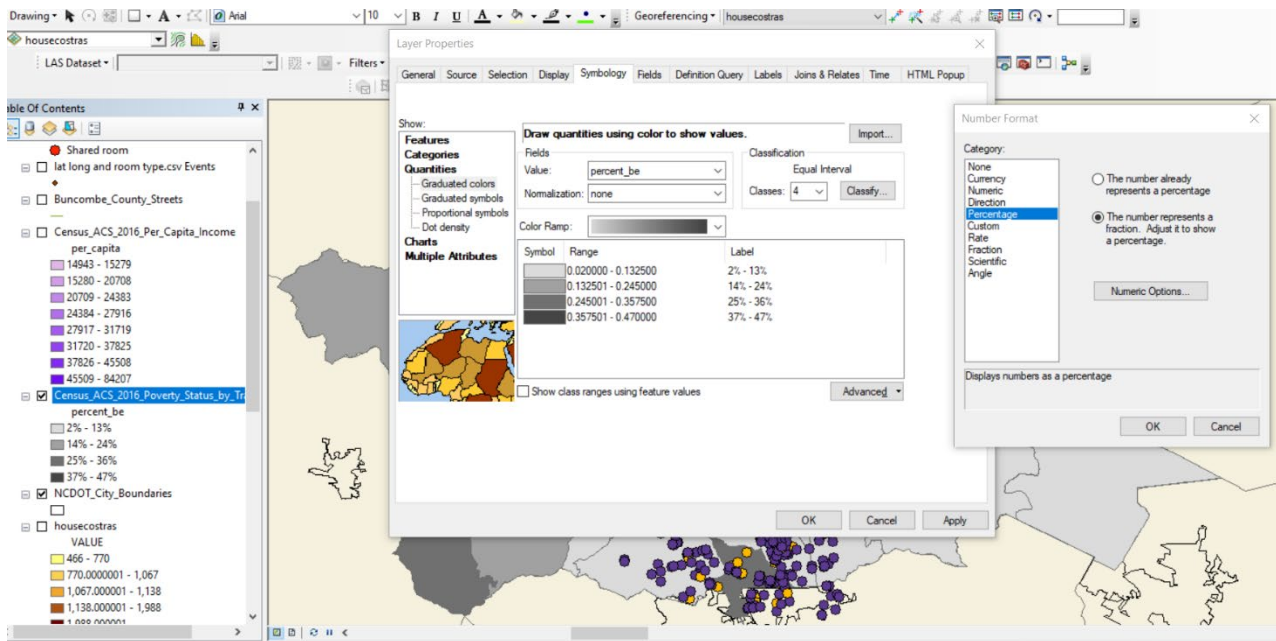 Drawing
Arial
10
B I U A
Georeferencing
housecostras
housecostras
LAS Dataset
Filters
able Of Contents
Shared room
lat long and room type.csv Events
Buncombe_County_Streets
Census_ACS_2016_Per_Capita_Income
per_capita
14943 - 15279
15280 - 20708
20709 - 24383
24384 - 27916
27917 - 31719
31720 - 37825
37826 - 45508
45509 - 84207
Census_ACS_2016_Poverty_Status_by_Tr
percent_be
2% - 13%
14% - 24%
25% - 36%
37% - 47%
NCDOT_City_Boundaries
housecostras
VALUE
466 - 770
770.0000001 - 1,067
1,067.000001 - 1,138
1,138.000001 - 1,988
1,988.000001
Layer Properties
General Source Selection Display Symbology Fields Definition Query Labels Joins & Relates Time HTML Popup
Show:
Features
Categories
Quantities
Graduated colors
Graduated symbols
Proportional symbols
Dot density
Charts
Multiple Attributes
Draw quantities using color to show values.
Import...
Fields
Value: percent_be
Normalization: none
Classification
Equal Interval
Classes: 4 Classify...
Color Ramp:
Symbol Range Label
0.020000 - 0.132500 2% - 13%
0.132501 - 0.245000 14% - 24%
0.245001 - 0.357500 25% - 36%
0.357501 - 0.470000 37% - 47%
Show class ranges using feature values
Advanced
OK Cancel Apply
Number Format
Category:
None
Currency
Numeric
Direction
Percentage
Custom
Rate
Fraction
Scientific
Angle
The number already
represents a percentage
The number represents a
fraction. Adjust it to show
a percentage.
Numeric Options...
Displays numbers as a percentage
OK Cancel